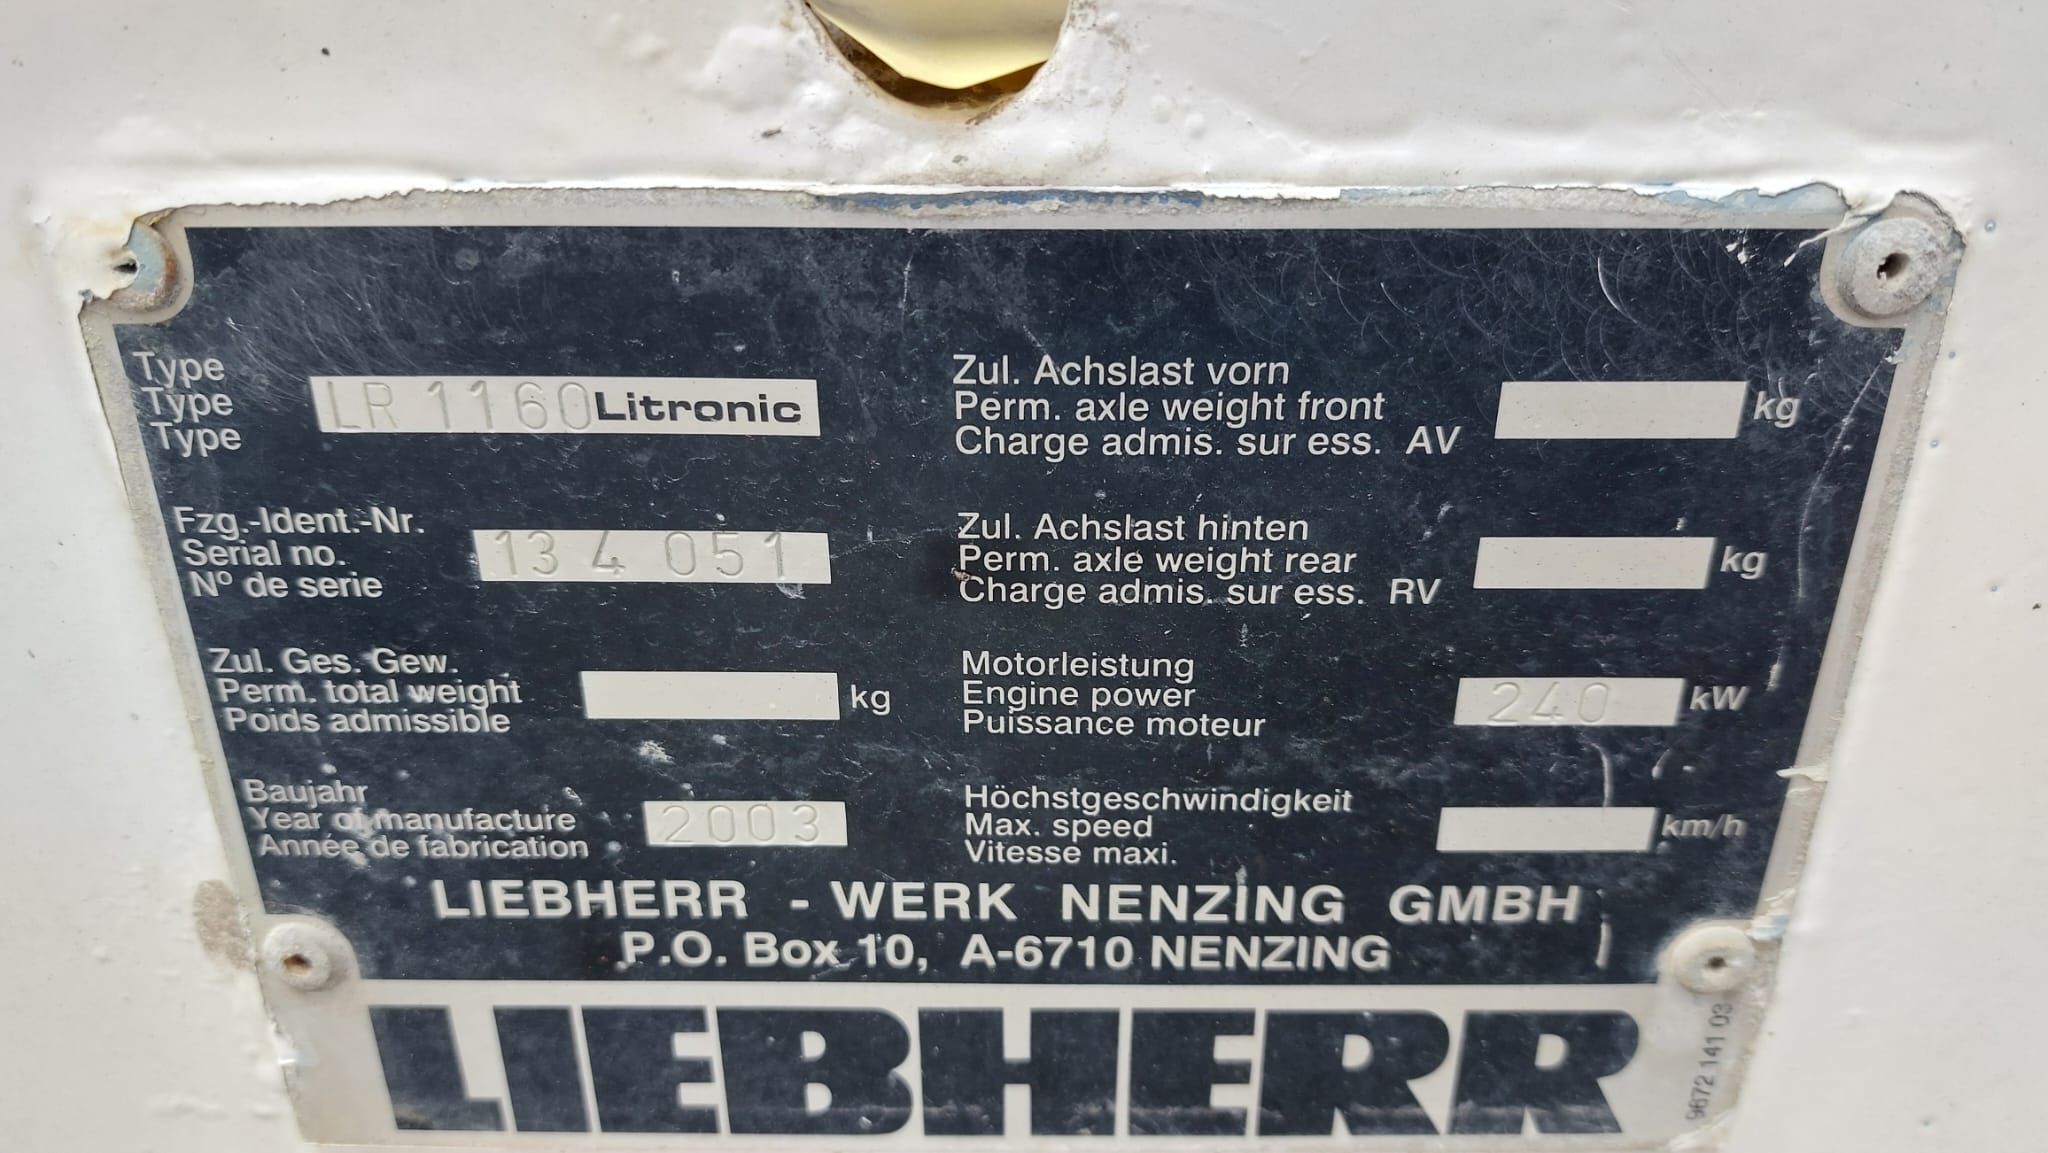 Type
Type
Type
LR 1160 Litronic
Fzg.-Ident.-Nr.
Serial no.
Nº de serie
134 051
Zul. Ges. Gew.
Perm. total weight
Poids admissible
kg
Baujahr
Year of manufacture
Année de fabrication
2003
Zul. Achslast vorn
Perm. axle weight front
Charge admis. sur ess. AV
kg
Zul. Achslast hinten
Perm. axle weight rear
Charge admis. sur ess. RV
kg
Motorleistung
Engine power
Puissance moteur
240 kW
Höchstgeschwindigkeit
Max. speed
Vitesse maxi.
km/h
LIEBHERR - WERK NENZING GMBH
P.O. Box 10, A-6710 NENZING
LIEBHERR
9672 141 03